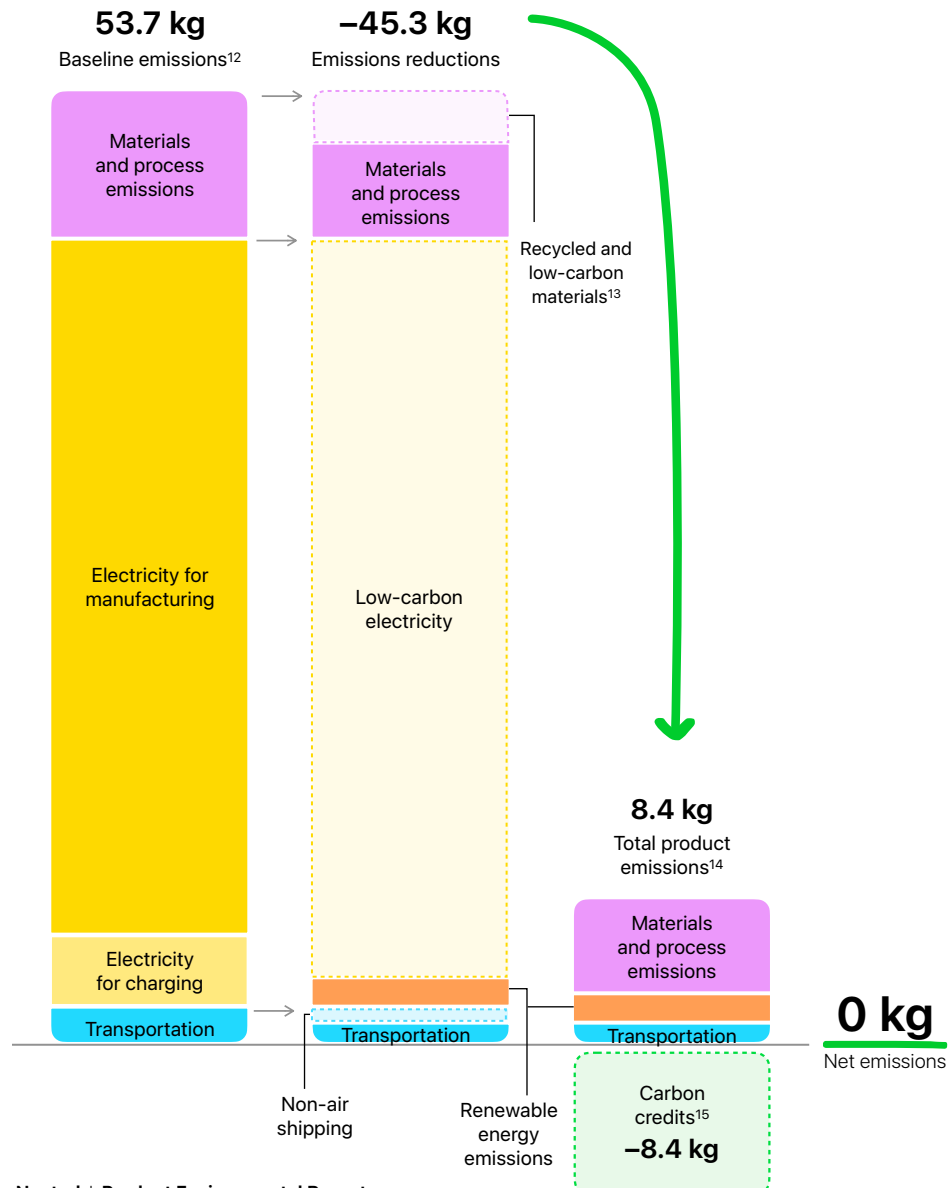 53.7 kg
Baseline emissions¹²
−45.3 kg
Emissions reductions
Materials
and process
emissions
Materials
and process
emissions
Recycled and
low-carbon
materials¹³
Electricity for
manufacturing
Low-carbon
electricity
8.4 kg
Total product
emissions¹⁴
Materials
and process
emissions
Electricity
for charging
Transportation
Transportation
Transportation
0 kg
Net emissions
Non-air
shipping
Renewable
energy
emissions
Carbon
credits¹⁵
−8.4 kg